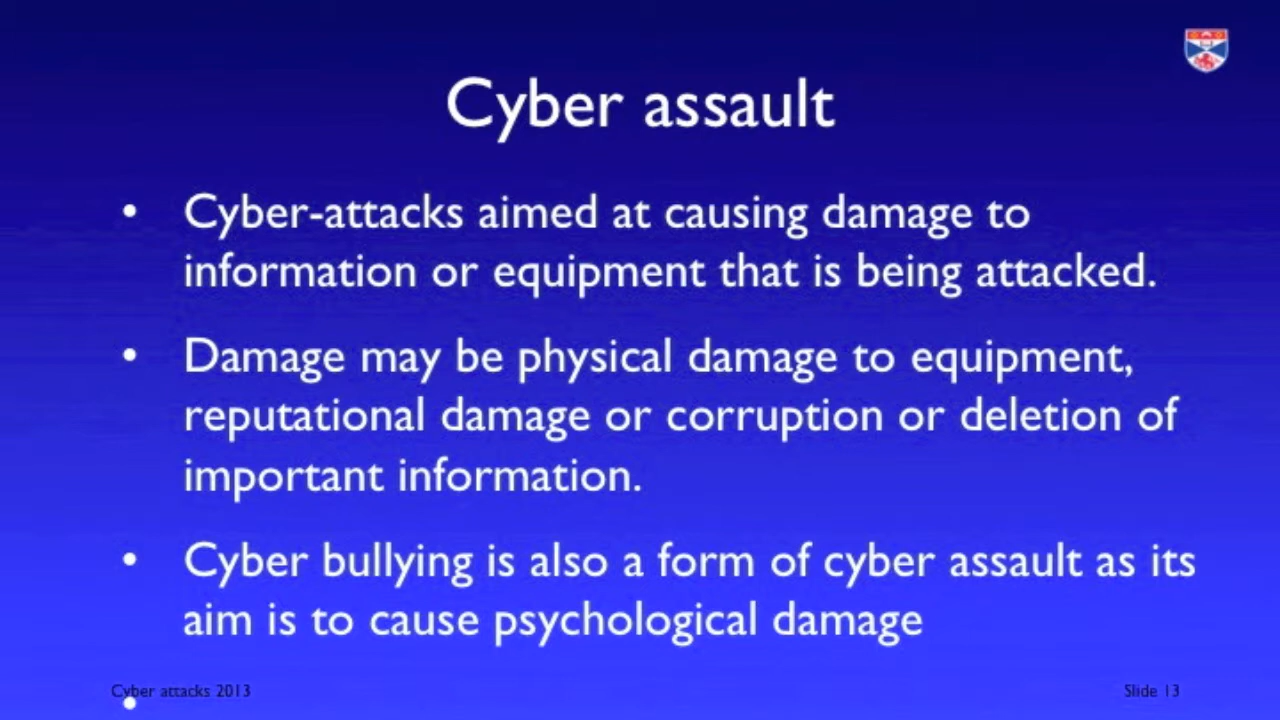 Cyber assault
• Cyber-attacks aimed at causing damage to
information or equipment that is being attacked.
• Damage may be physical damage to equipment,
reputational damage or corruption or deletion of
important information.
• Cyber bullying is also a form of cyber assault as its
aim is to cause psychological damage
•
Cyber attacks 2013
Slide 13